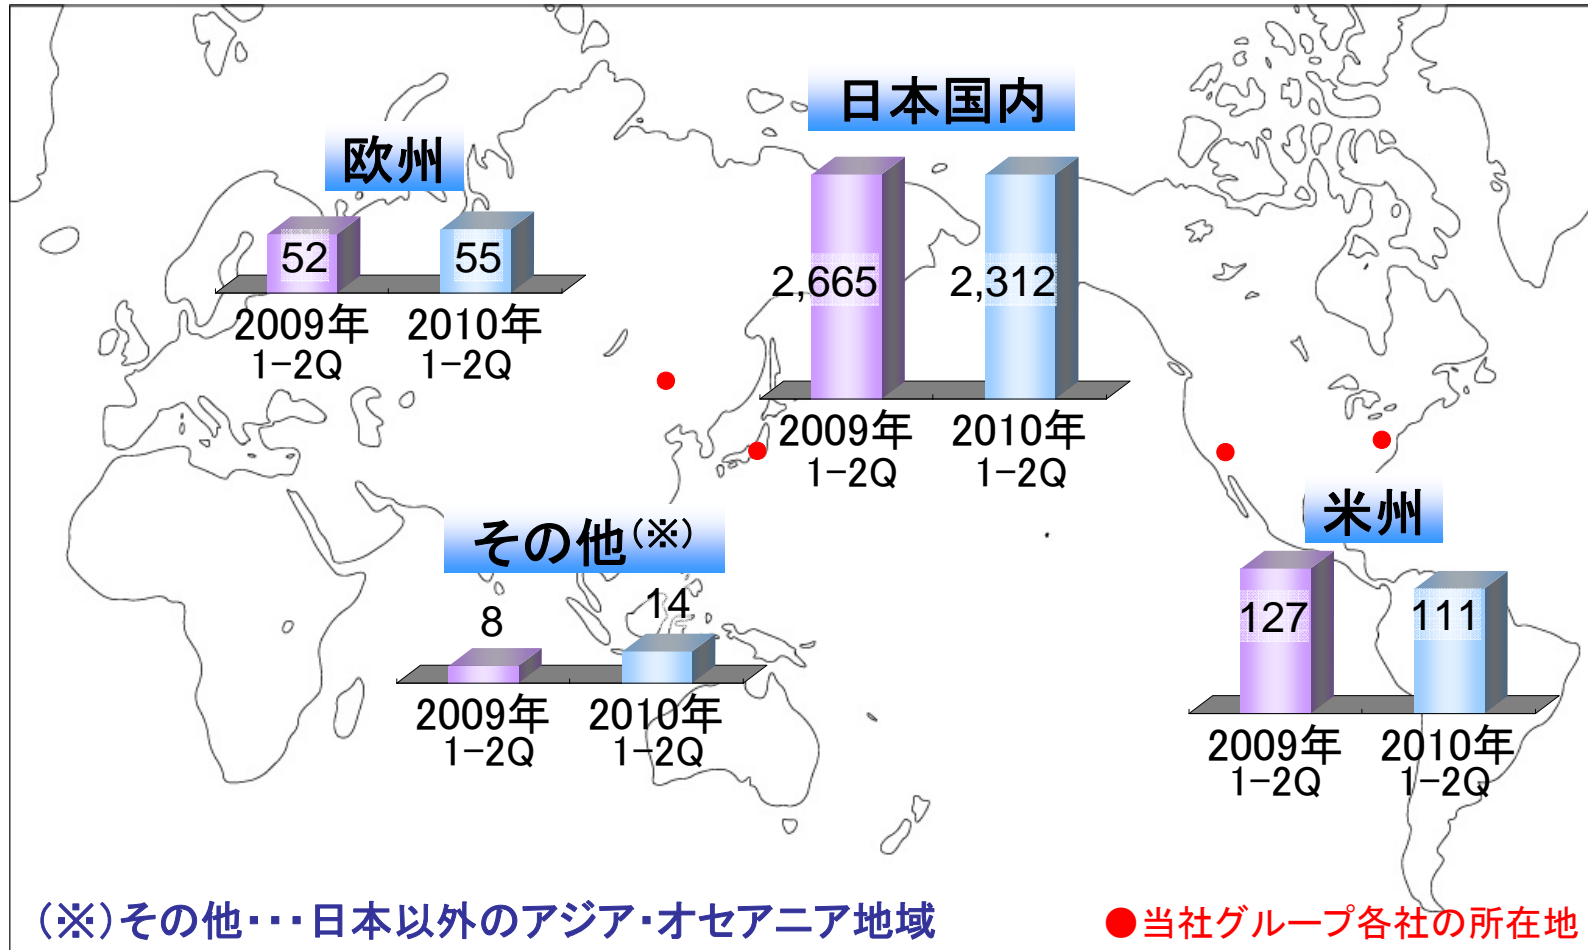 日本国内
2,665
2,312
2009年
1-2Q
2010年
1-2Q
欧州
52
55
2009年
1-2Q
2010年
1-2Q
その他(※)
8
14
2009年
1-2Q
2010年
1-2Q
米州
127
111
2009年
1-2Q
2010年
1-2Q
(※)その他・・・日本以外のアジア・オセアニア地域
●当社グループ各社の所在地